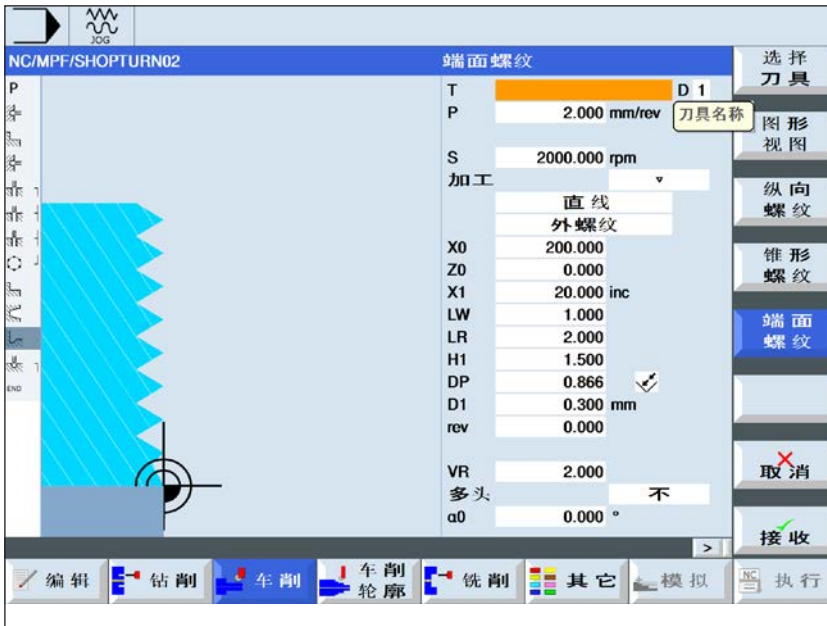 JOG
NC/MPF/SHOPTURN02
端面螺纹
P
END
T D 1
刀具名称
P 2.000 mm/rev
S 2000.000 rpm
加工 ▿
直线
外螺纹
X0 200.000
Z0 0.000
X1 20.000 inc
LW 1.000
LR 2.000
H1 1.500
DP 0.866
D1 0.300 mm
rev 0.000
VR 2.000
多头 不
α0 0.000 °
>
选择
刀具
图形
视图
纵向
螺纹
锥形
螺纹
端面
螺纹
取消
接收
编辑
钻削
车削
车削
轮廓
铣削
其它
模拟
NC
执行